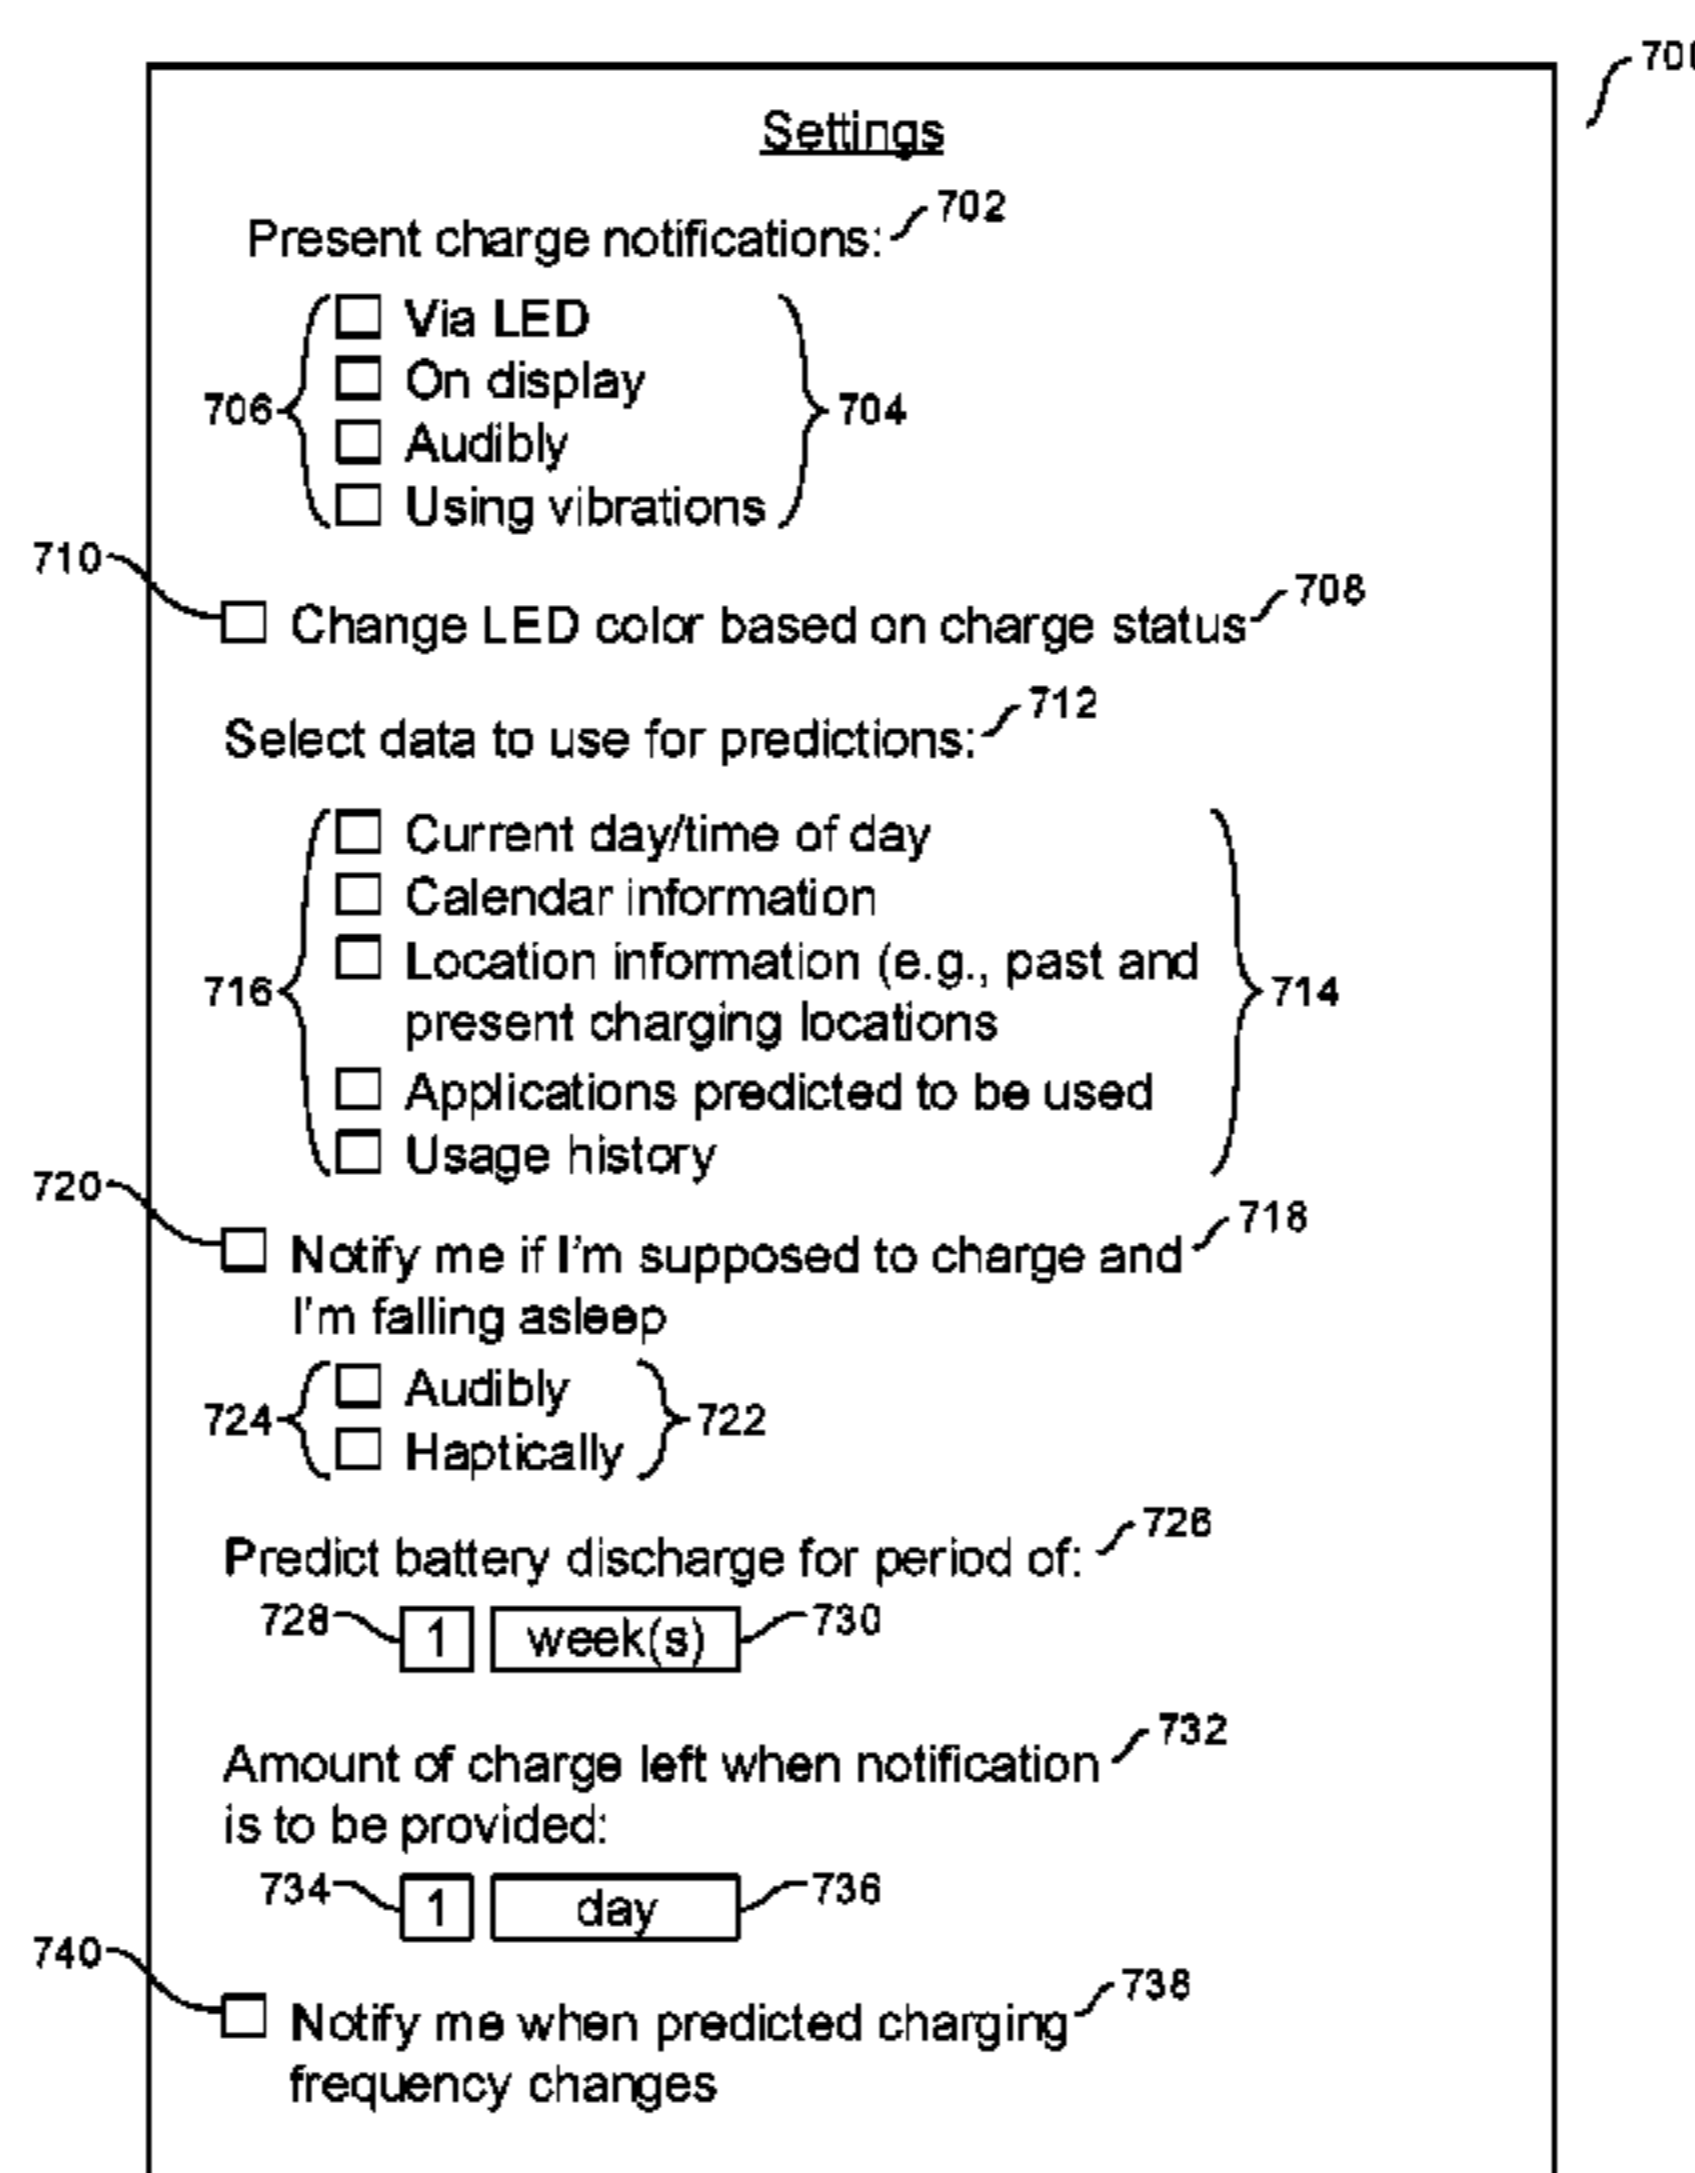 700
Settings
702
Present charge notifications:
Via LED
On display
706
704
Audibly
Using vibrations
710
708
Change LED color based on charge status
712
Select data to use for predictions:
Current day/time of day
Calendar information
Location information (e.g., past and
716
714
present charging locations
Applications predicted to be used
Usage history
720
718
Notify me if I'm supposed to charge and
I'm falling asleep
Audibly
724
722
Haptically
726
Predict battery discharge for period of:
728 1 week(s) 730
732
Amount of charge left when notification
is to be provided:
734 1 day 736
740
738
Notify me when predicted charging
frequency changes